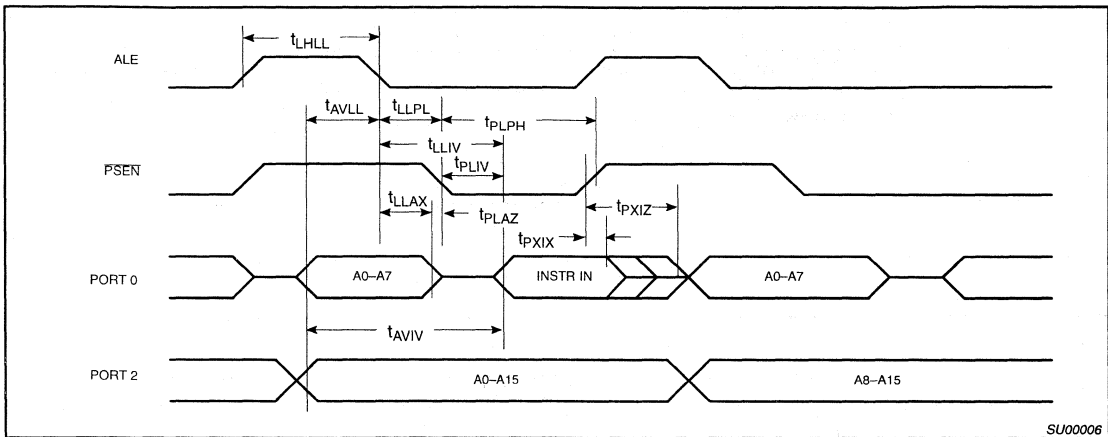 tLHLL
ALE
tAVLL
tLLPL
tPLPH
tLLIV
tPLIV
PSEN
tLLAX
tPLAZ
tPXIZ
tPXIX
PORT 0
A0–A7
INSTR IN
A0–A7
tAVIV
PORT 2
A0–A15
A8–A15
SU00006